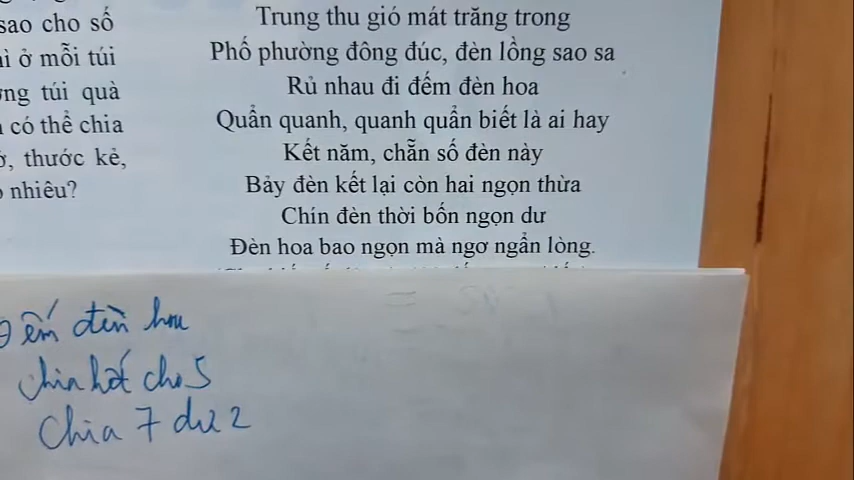 sao cho số
ì ở mỗi túi
ng túi quà
có thể chia
thước kẻ,
nhiêu?
Trung thu gió mát trăng trong
Phố phường đông đúc, đèn lồng sao sa
Rủ nhau đi đếm đèn hoa
Quẩn quanh, quanh quẩn biết là ai hay
Kết năm, chẵn số đèn này
Bảy đèn kết lại còn hai ngọn thừa
Chín đèn thời bốn ngọn dư
Đèn hoa bao ngọn mà ngơ ngẩn lòng.
Đếm đèn hoa
chia hết cho 5
Chia 7 dư 2